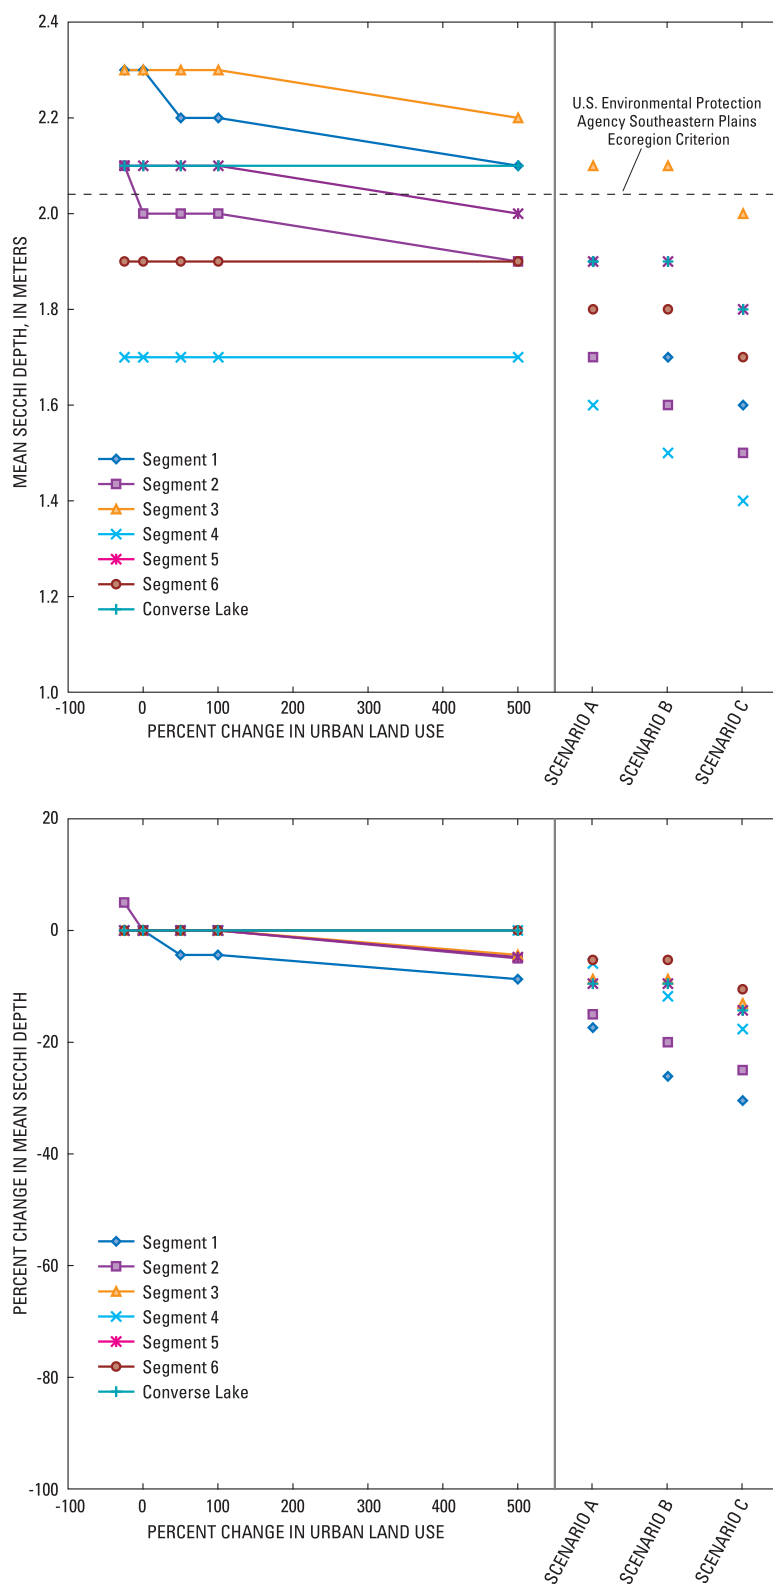 2.4
2.2
2.0
1.8
1.6
1.4
1.2
1.0
MEAN SECCHI DEPTH, IN METERS
U.S. Environmental Protection
Agency Southeastern Plains
Ecoregion Criterion
Segment 1
Segment 2
Segment 3
Segment 4
Segment 5
Segment 6
Converse Lake
-100 0 100 200 300 400 500
PERCENT CHANGE IN URBAN LAND USE
SCENARIO A
SCENARIO B
SCENARIO C
20
0
-20
-40
-60
-80
-100
PERCENT CHANGE IN MEAN SECCHI DEPTH
Segment 1
Segment 2
Segment 3
Segment 4
Segment 5
Segment 6
Converse Lake
-100 0 100 200 300 400 500
PERCENT CHANGE IN URBAN LAND USE
SCENARIO A
SCENARIO B
SCENARIO C